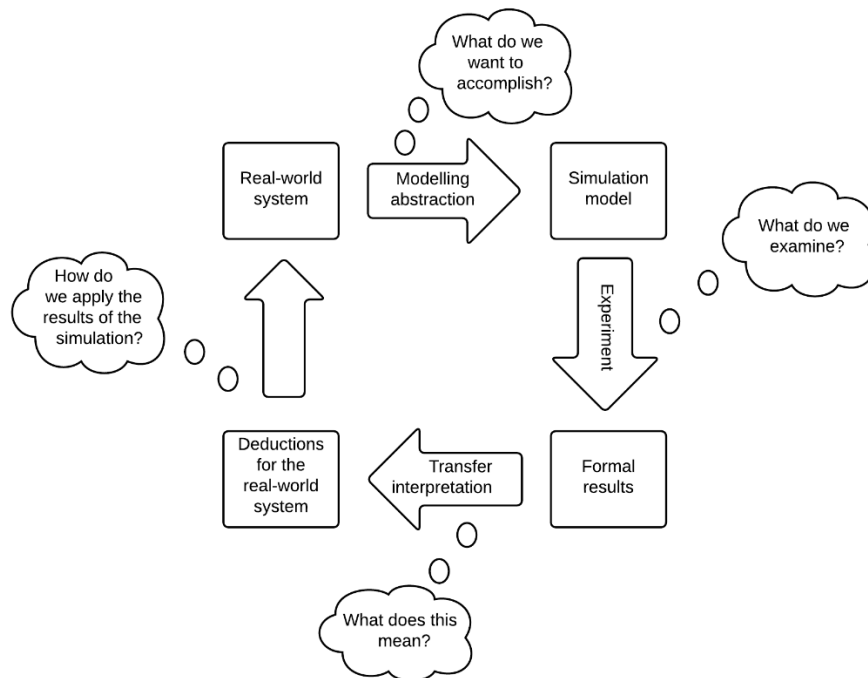 What do we
want to
accomplish?
Real-world
system
Modelling
abstraction
Simulation
model
What do we
examine?
How do
we apply the
results of the
simulation?
Experiment
Deductions
for the
real-world
system
Transfer
interpretation
Formal
results
What does this
mean?